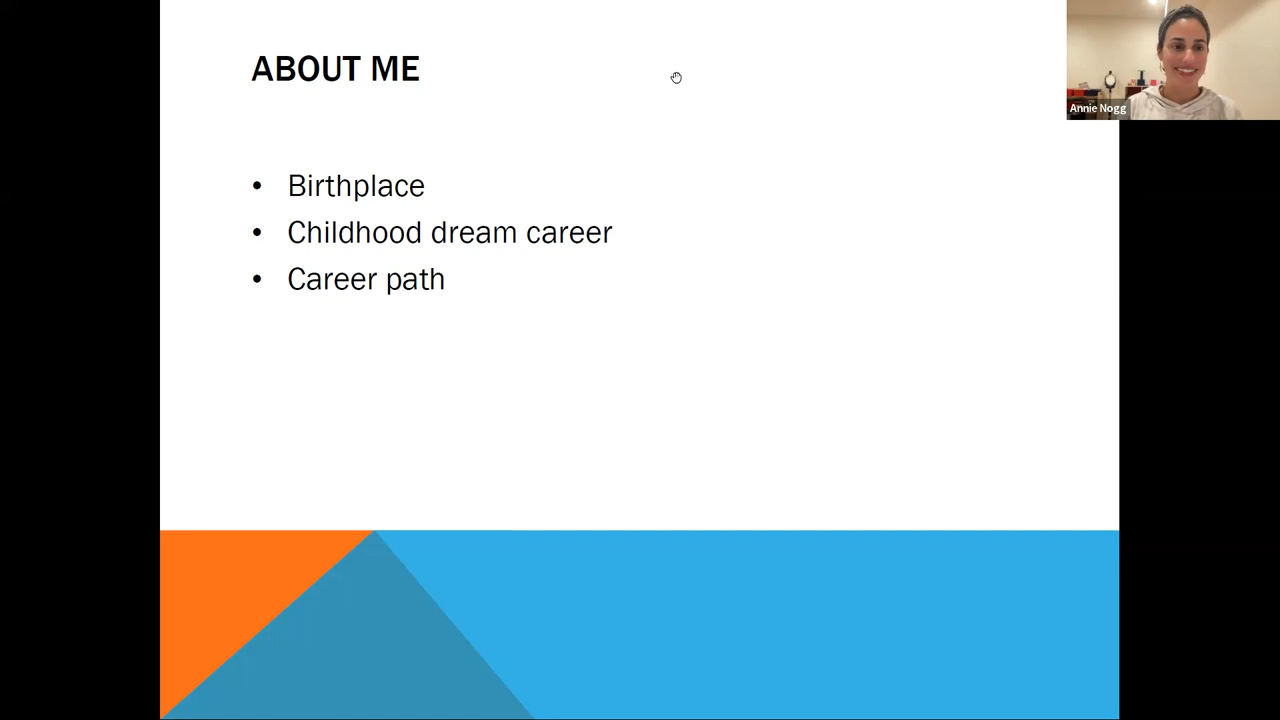 ABOUT ME
Annie Nogg
• Birthplace
• Childhood dream career
• Career path